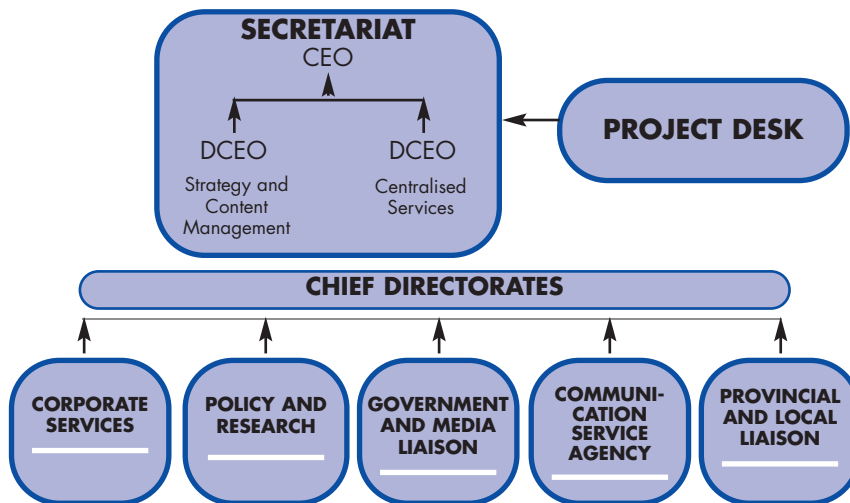 SECRETARIAT
CEO
DCEO
Strategy and
Content
Management
DCEO
Centralised
Services
PROJECT DESK
CHIEF DIRECTORATES
CORPORATE
SERVICES
POLICY AND
RESEARCH
GOVERNMENT
AND MEDIA
LIAISON
COMMUNI-
CATION
SERVICE
AGENCY
PROVINCIAL
AND LOCAL
LIAISON